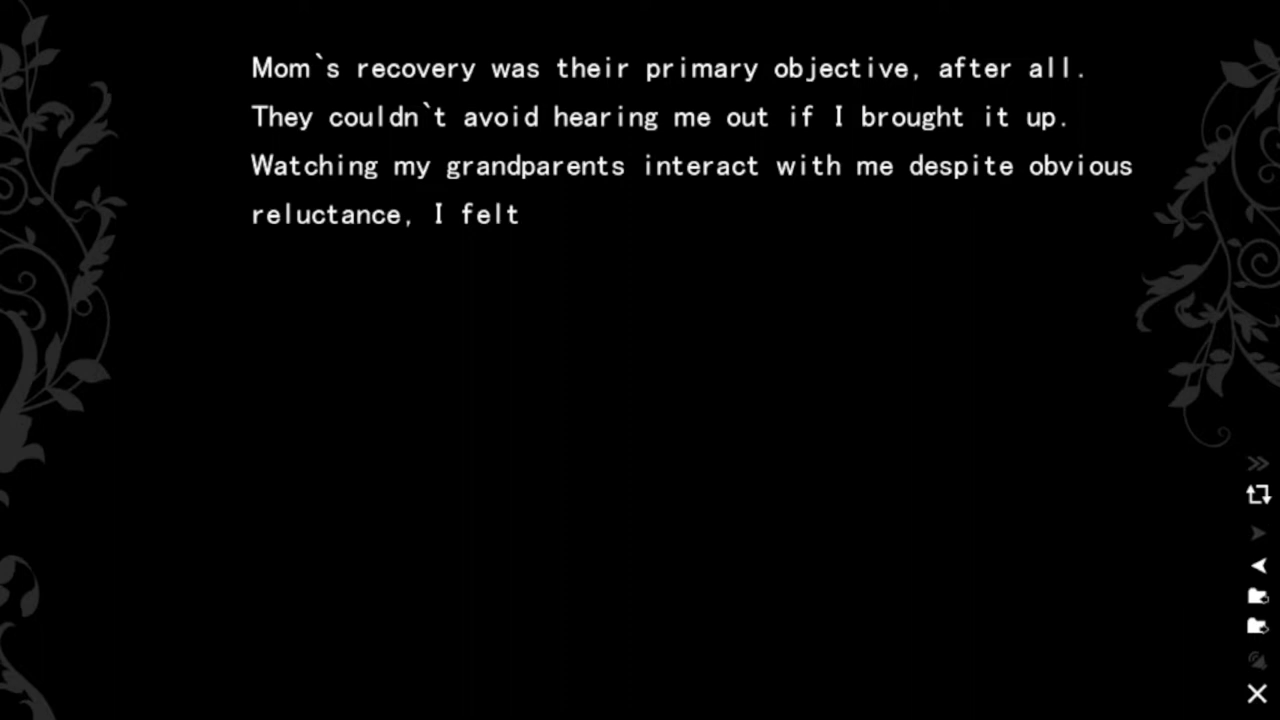 Mom`s recovery was their primary objective, after all.
They couldn`t avoid hearing me out if I brought it up.
Watching my grandparents interact with me despite obvious
reluctance, I felt